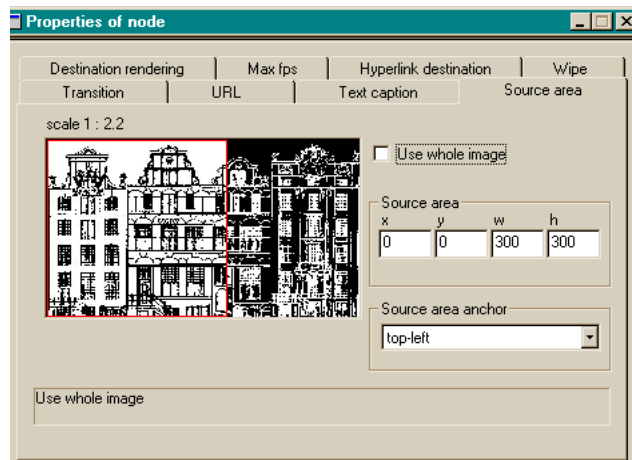 Properties of node
Destination rendering Max fps Hyperlink destination Wipe
Transition URL Text caption Source area
scale 1 : 2.2
Use whole image
Source area
x y w h
0 0 300 300
Source area anchor
top-left
Use whole image